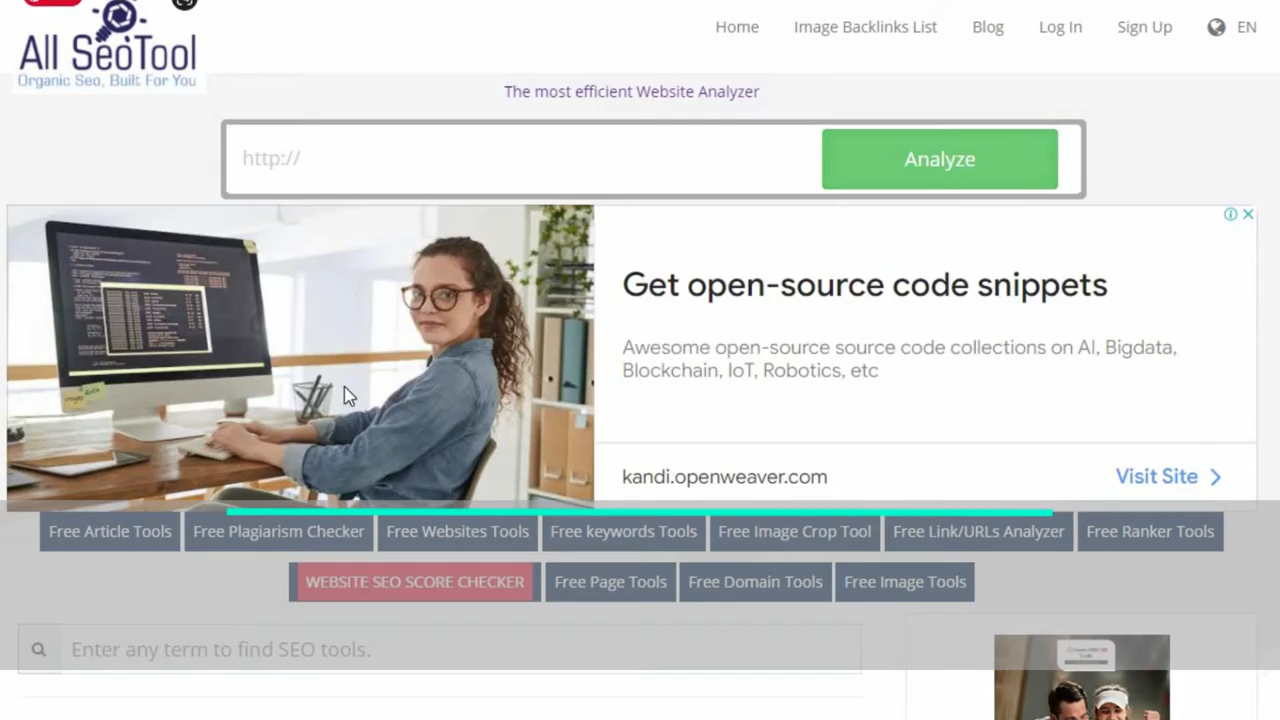 All SeoTool
Organic Seo, Built For You
Home Image Backlinks List Blog Log In Sign Up EN
The most efficient Website Analyzer
http:// Analyze
Get open-source code snippets
Awesome open-source source code collections on AI, Bigdata,
Blockchain, IoT, Robotics, etc
kandi.openweaver.com Visit Site
Free Article Tools Free Plagiarism Checker Free Websites Tools Free keywords Tools Free Image Crop Tool Free Link/URLs Analyzer Free Ranker Tools
WEBSITE SEO SCORE CHECKER Free Page Tools Free Domain Tools Free Image Tools
Enter any term to find SEO tools.